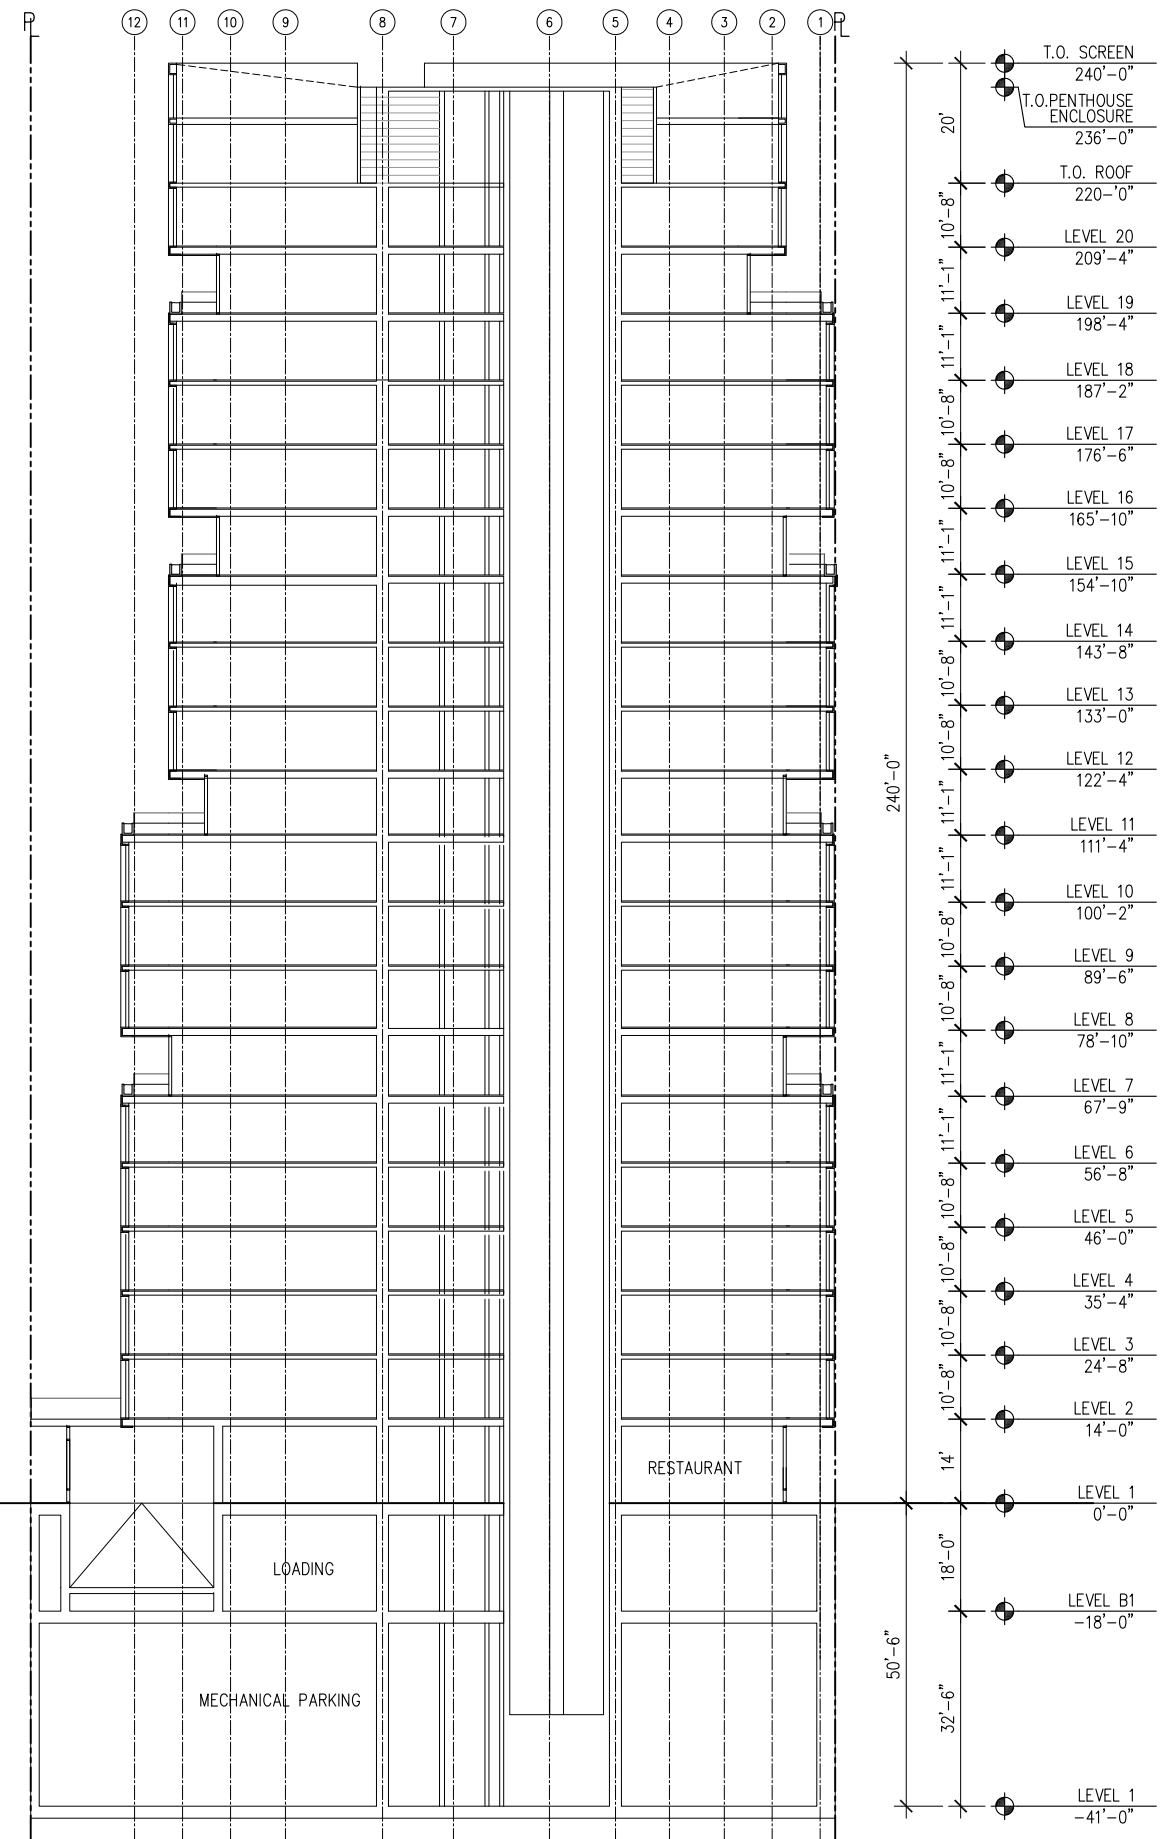 PL
12
11
10
9
8
7
6
5
4
3
2
1
PL
T.O. SCREEN
240'-0"
T.O.PENTHOUSE
ENCLOSURE
236'-0"
20'
T.O. ROOF
220-'0"
10'-8"
LEVEL 20
209'-4"
11'-1"
LEVEL 19
198'-4"
11'-1"
LEVEL 18
187'-2"
10'-8"
LEVEL 17
176'-6"
10'-8"
LEVEL 16
165'-10"
11'-1"
LEVEL 15
154'-10"
11'-1"
LEVEL 14
143'-8"
10'-8"
LEVEL 13
133'-0"
10'-8"
LEVEL 12
122'-4"
240'-0"
11'-1"
LEVEL 11
111'-4"
11'-1"
LEVEL 10
100'-2"
10'-8"
LEVEL 9
89'-6"
10'-8"
LEVEL 8
78'-10"
11'-1"
LEVEL 7
67'-9"
11'-1"
LEVEL 6
56'-8"
10'-8"
LEVEL 5
46'-0"
10'-8"
LEVEL 4
35'-4"
10'-8"
LEVEL 3
24'-8"
10'-8"
LEVEL 2
14'-0"
RESTAURANT
14'
LEVEL 1
0'-0"
LOADING
18'-0"
LEVEL B1
-18'-0"
50'-6"
MECHANICAL PARKING
32'-6"
LEVEL 1
-41'-0"